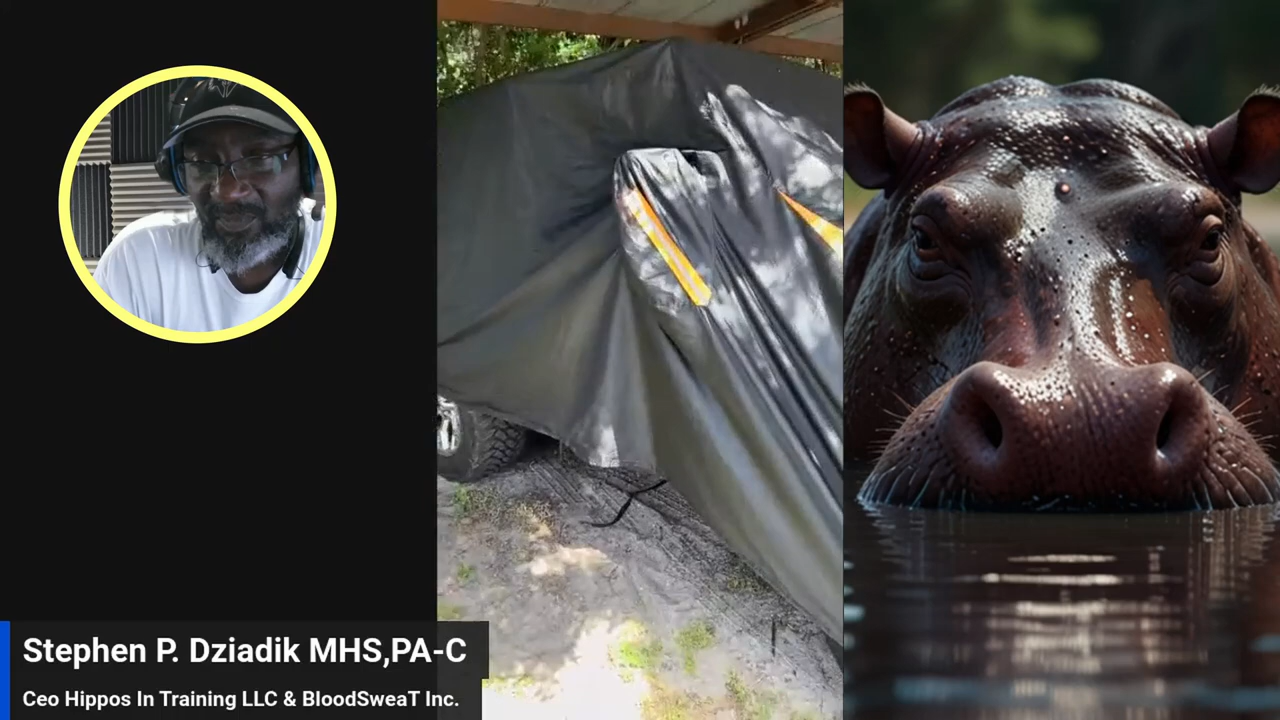 Stephen P. Dziadik MHS,PA-C
Ceo Hippos In Training LLC & BloodSweaT Inc.